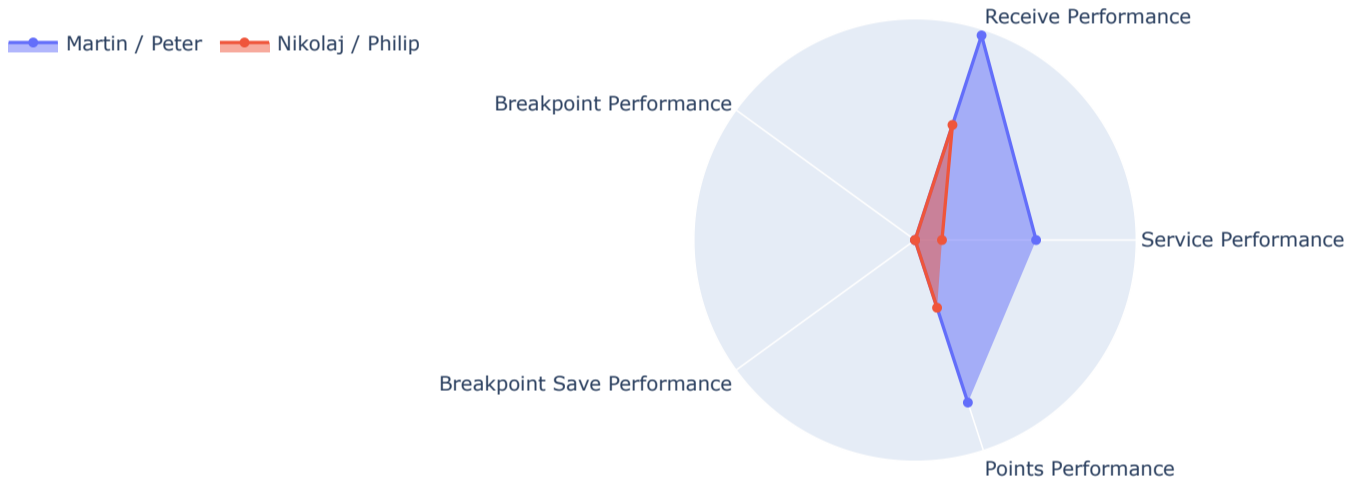 Martin / Peter
Nikolaj / Philip
Receive Performance
Breakpoint Performance
Service Performance
Breakpoint Save Performance
Points Performance